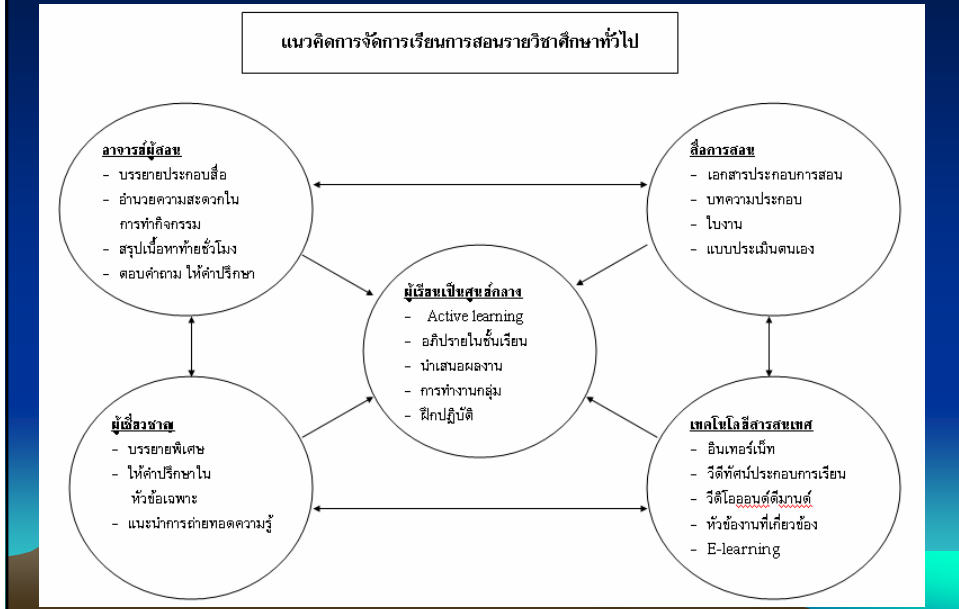 แนวคิดการจัดการเรียนการสอนรายวิชาศึกษาทั่วไป
อาจารย์ผู้สอน
- บรรยายประกอบสื่อ
- อำนวยความสะดวกใน
การทำกิจกรรม
- สรุปเนื้อหาท้ายชั่วโมง
- ตอบคำถาม ให้คำปรึกษา
สื่อการสอน
- เอกสารประกอบการสอน
- บทความประกอบ
- ใบงาน
- แบบประเมินตนเอง
ผู้เรียนเป็นศูนย์กลาง
- Active learning
- อภิปรายในชั้นเรียน
- นำเสนอผลงาน
- การทำงานกลุ่ม
- ฝึกปฏิบัติ
ผู้เชี่ยวชาญ
- บรรยายพิเศษ
- ให้คำปรึกษาใน
หัวข้อเฉพาะ
- แนะนำการถ่ายทอดความรู้
เทคโนโลยีสารสนเทศ
- อินเทอร์เน็ท
- วีดีทัศน์ประกอบการเรียน
- วีดิโอออนด์ดีมานด์
- หัวข้องานที่เกี่ยวข้อง
- E-learning